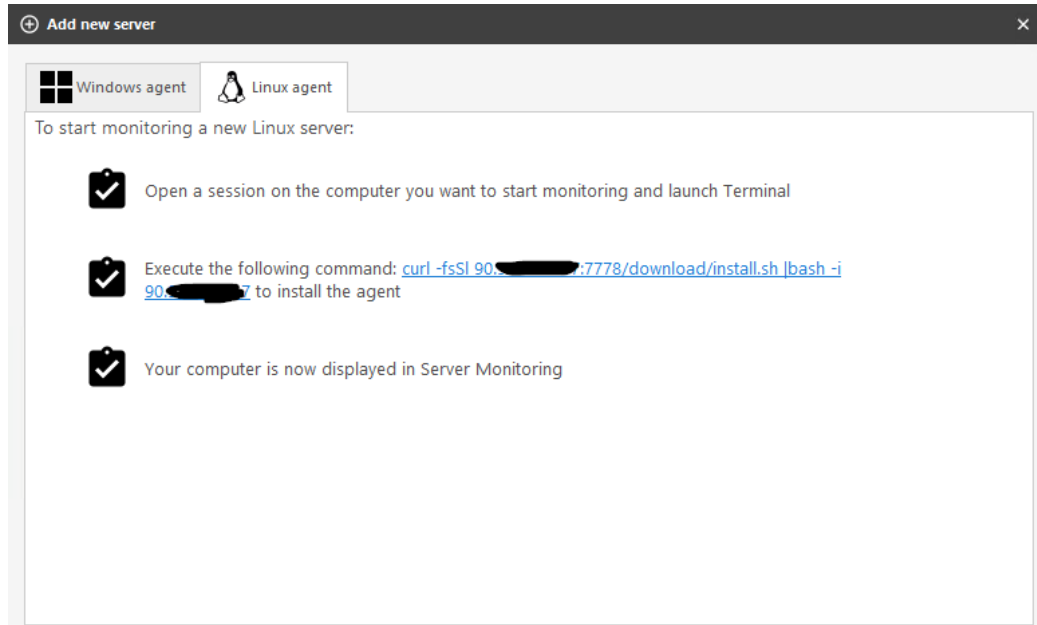 Add new server
Windows agent
Linux agent
To start monitoring a new Linux server:
Open a session on the computer you want to start monitoring and launch Terminal
Execute the following command: curl -fsSl 90. :7778/download/install.sh |bash -i
90. 7 to install the agent
Your computer is now displayed in Server Monitoring